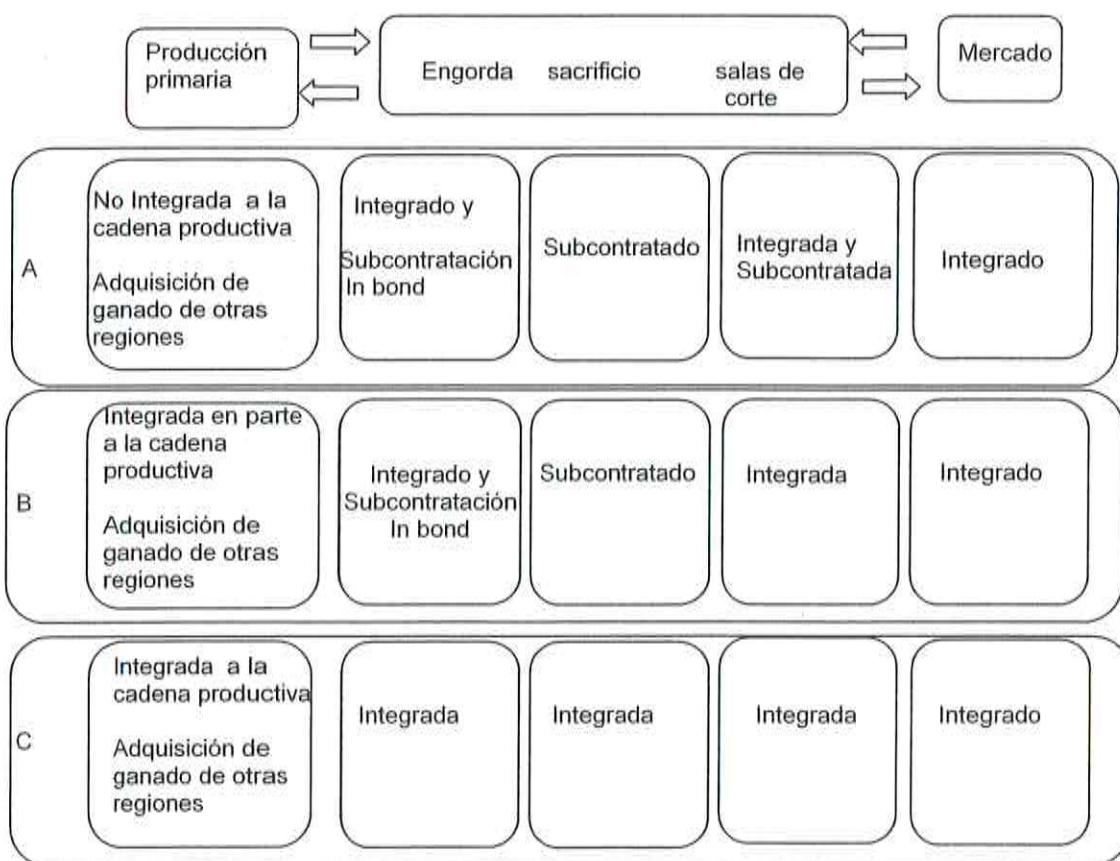 Producción
primaria
Engorda sacrificio salas de
corte
Mercado
A
No Integrada a la
cadena productiva
Adquisición de
ganado de otras
regiones
Integrado y
Subcontratación
In bond
Subcontratado
Integrada y
Subcontratada
Integrado
B
Integrada en parte
a la cadena
productiva
Adquisición de
ganado de otras
regiones
Integrado y
Subcontratación
In bond
Subcontratado
Integrada
Integrado
C
Integrada a la
cadena productiva
Adquisición de
ganado de otras
regiones
Integrada
Integrada
Integrada
Integrado